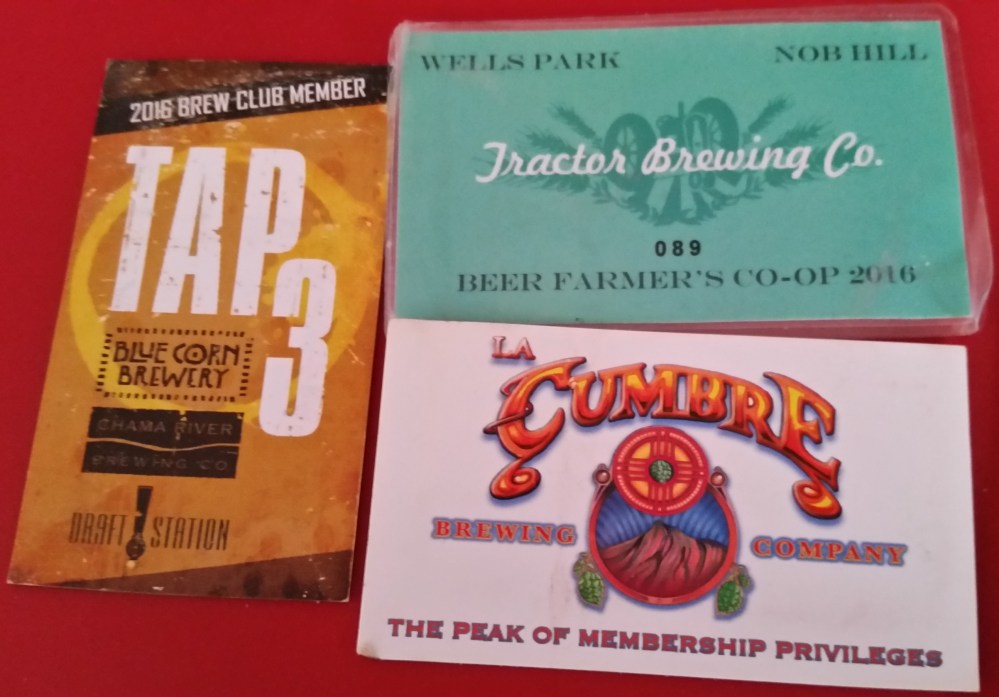 2016 BREW CLUB MEMBER
TAP
3
BLUE CORN
BREWERY
CHAMA RIVER
BREWING CO
DRAFT STATION
WELLS PARK
NOB HILL
Tractor Brewing Co.
089
BEER FARMER'S CO-OP 2016
LA
CUMBRE
BREWING
COMPANY
THE PEAK OF MEMBERSHIP PRIVILEGES